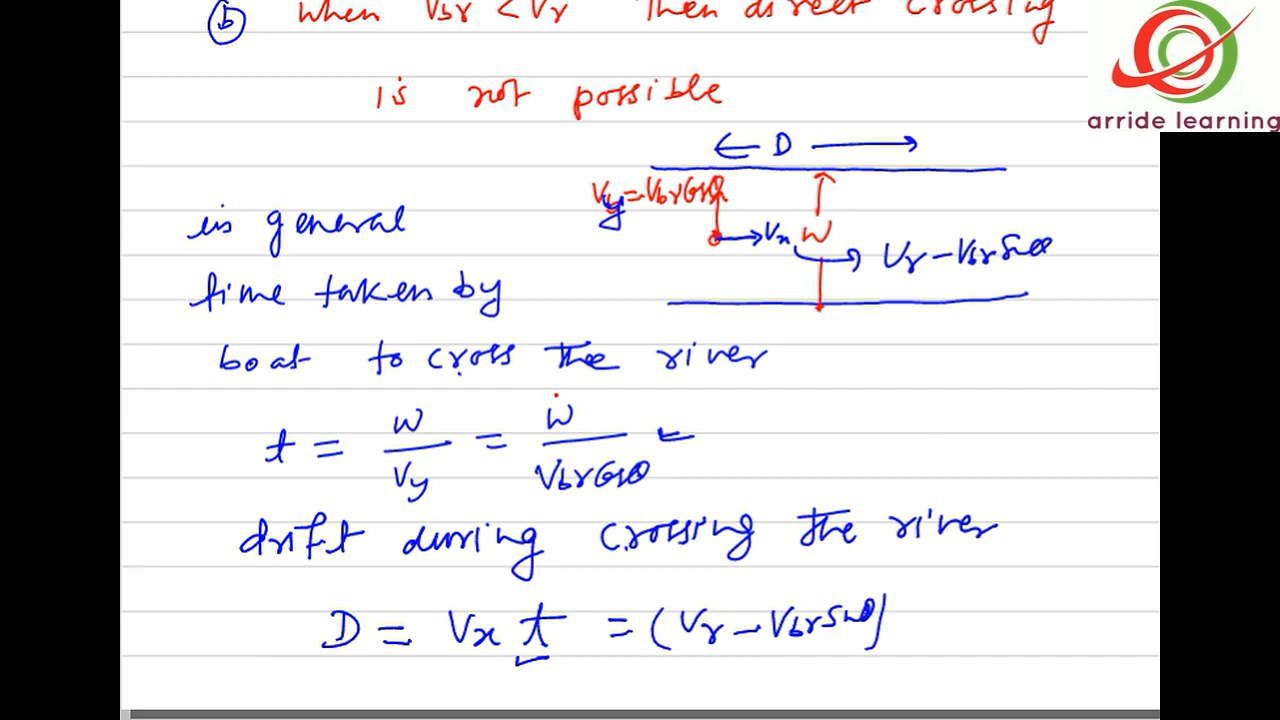 (b) When Vbr < Vr Then direct crossing
is not possible
arride learning
← D →
Vy = Vbr Cosθ
y
Vx
W
Vr - Vbr Sinθ
in general
time taken by
boat to cross the river
t = W/Vy = W/Vbr Cosθ
drift during crossing the river
D = Vx t = (Vr - Vbr Sinθ)